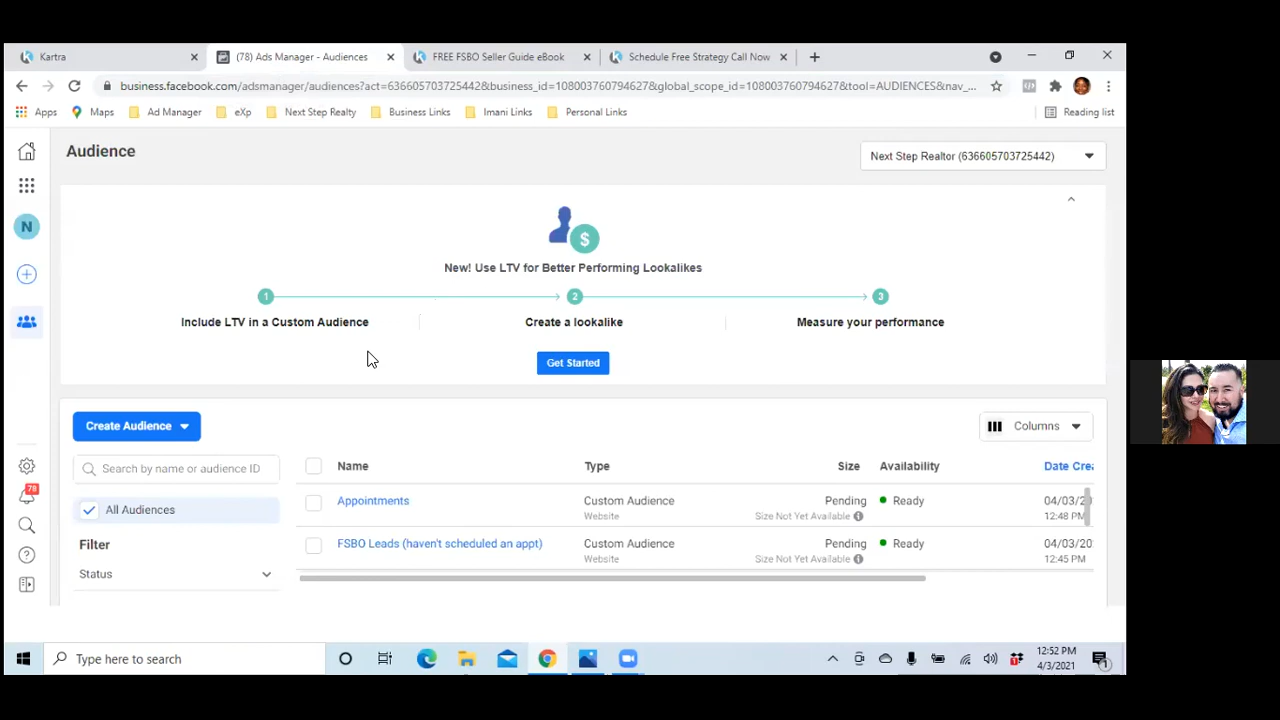 Kartra
(78) Ads Manager - Audiences
FREE FSBO Seller Guide eBook
Schedule Free Strategy Call Now
business.facebook.com/adsmanager/audiences?act=636605703725442&business_id=108003760794627&global_scope_id=108003760794627&tool=AUDIENCES&nav_...
Apps
Maps
Ad Manager
eXp
Next Step Realty
Business Links
Imani Links
Personal Links
Reading list
Audience
Next Step Realtor (636605703725442)
N
$
New! Use LTV for Better Performing Lookalikes
1
2
3
Include LTV in a Custom Audience
Create a lookalike
Measure your performance
Get Started
Create Audience
Columns
Search by name or audience ID
Name
Type
Size
Availability
Date Crea
All Audiences
Appointments
Custom Audience
Pending
Ready
04/03/20
Website
Size Not Yet Available
12:48 PM
Filter
FSBO Leads (haven't scheduled an appt)
Custom Audience
Pending
Ready
04/03/20
Website
Size Not Yet Available
12:45 PM
Status
78
Type here to search
12:52 PM
4/3/2021
1